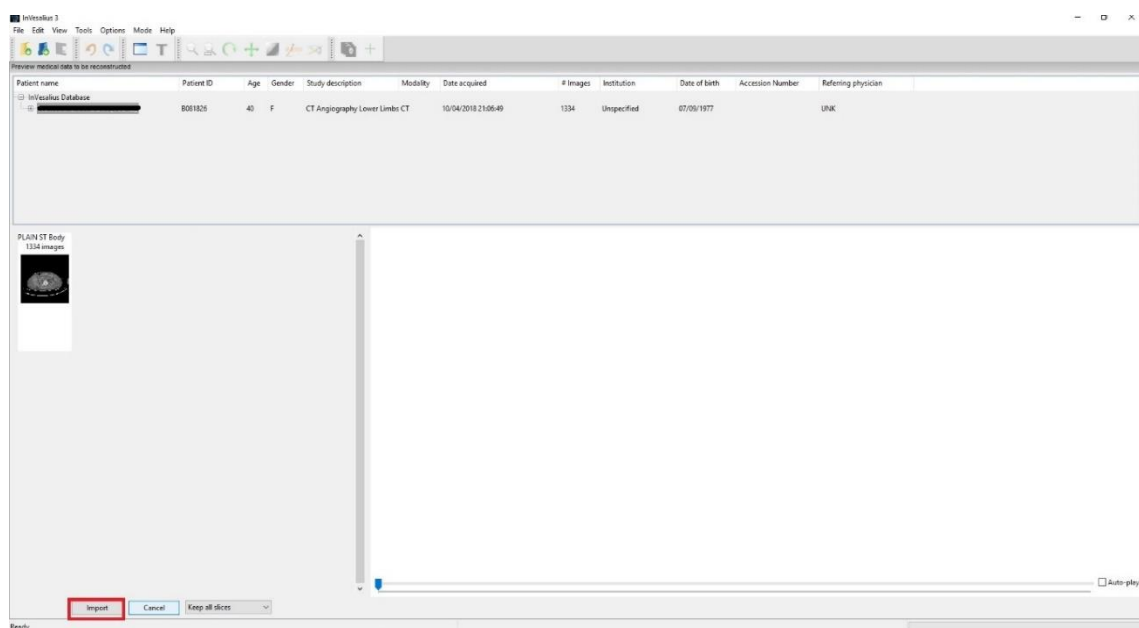 InVesalius 3
File Edit View Tools Options Mode Help
Preview medical data to be reconstructed
Patient name Patient ID Age Gender Study description Modality Date acquired # Images Institution Date of birth Accession Number Referring physician
InVesalius Database
B081826 40 F CT Angiography Lower Limbs CT 10/04/2018 21:06:49 1334 Unspecified 07/09/1977 UNK
PLAIN ST Body
1334 images
Auto-play
Import Cancel Keep all slices
Ready